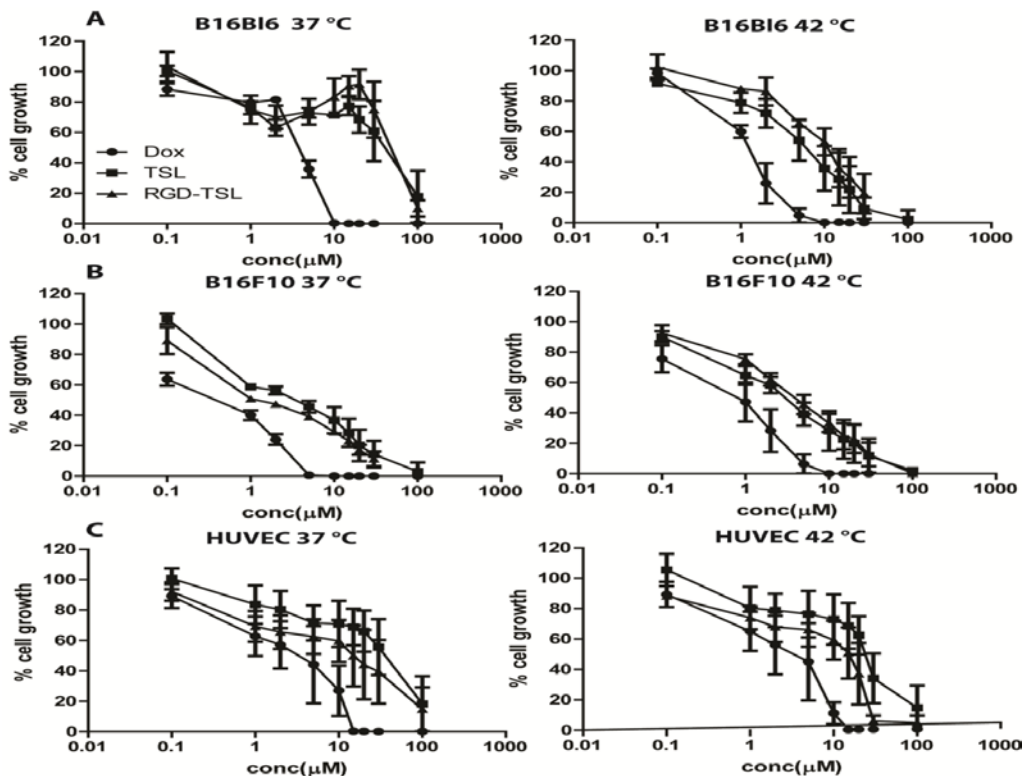 A
B16Bl6 37 °C
120
100
80
60
40
20
0
% cell growth
Dox
TSL
RGD-TSL
0.01 0.1 1 10 100 1000
conc(μM)
B16Bl6 42 °C
120
100
80
60
40
20
0
% cell growth
0.01 0.1 1 10 100 1000
conc(μM)
B
B16F10 37 °C
120
100
80
60
40
20
0
% cell growth
0.01 0.1 1 10 100 1000
conc(μM)
B16F10 42 °C
120
100
80
60
40
20
0
% cell growth
0.01 0.1 1 10 100 1000
conc(μM)
C
HUVEC 37 °C
120
100
80
60
40
20
0
% cell growth
0.01 0.1 1 10 100 1000
conc(μM)
HUVEC 42 °C
120
100
80
60
40
20
0
% cell growth
0.01 0.1 1 10 100 1000
conc(μM)